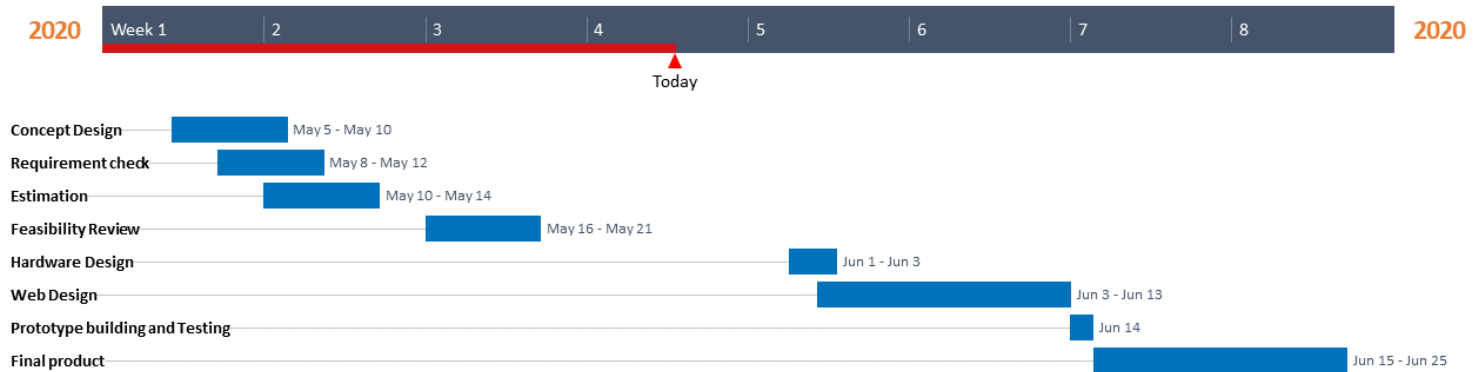 2020 Week 1 2 3 4 5 6 7 8 2020
Today
Concept Design May 5 - May 10
Requirement check May 8 - May 12
Estimation May 10 - May 14
Feasibility Review May 16 - May 21
Hardware Design Jun 1 - Jun 3
Web Design Jun 3 - Jun 13
Prototype building and Testing Jun 14
Final product Jun 15 - Jun 25